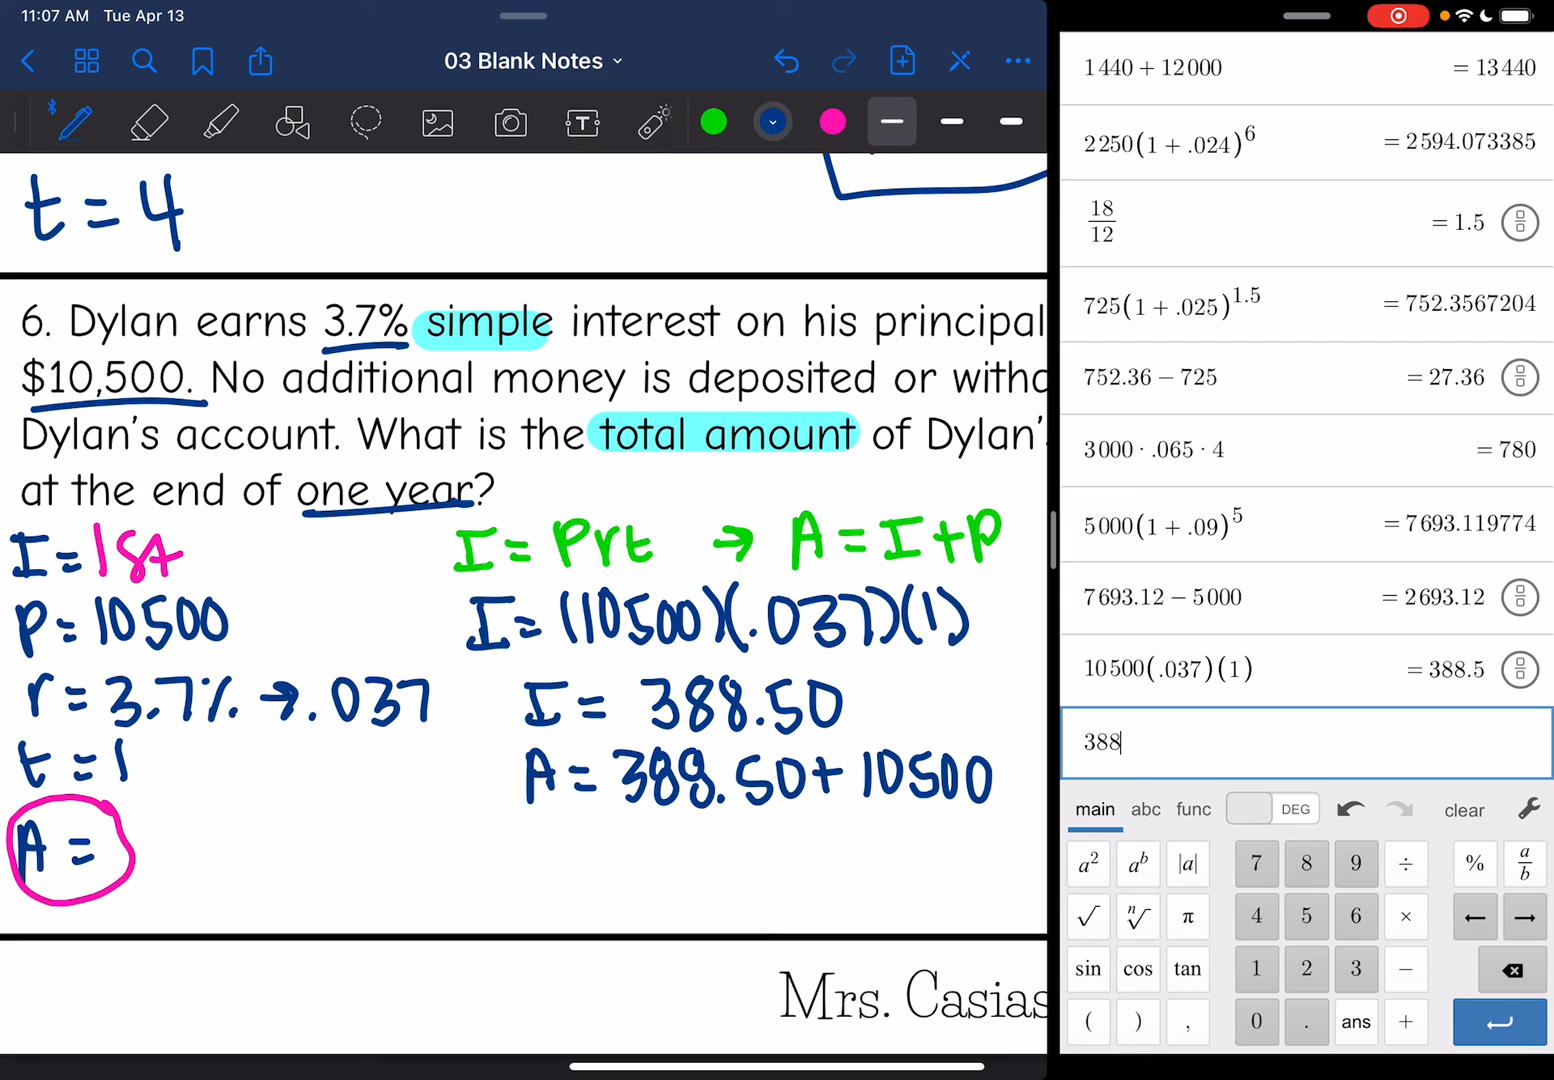 11:07 AM Tue Apr 13
03 Blank Notes
T
t = 4
6. Dylan earns 3.7% simple interest on his principal
$10,500. No additional money is deposited or withd
Dylan's account. What is the total amount of Dylan'
at the end of one year?
I = 1st
P = 10500
r = 3.7% → .037
t = 1
A =
I = Prt → A = I + P
I = (10500)(.037)(1)
I = 388.50
A = 388.50 + 10500
Mrs. Casias
1440 + 12000 = 13440
2250(1 + .024)^6 = 2594.073385
18/12 = 1.5
725(1 + .025)^1.5 = 752.3567204
752.36 − 725 = 27.36
3000 · .065 · 4 = 780
5000(1 + .09)^5 = 7693.119774
7693.12 − 5000 = 2693.12
10500(.037)(1) = 388.5
388
main abc func DEG clear
a² aᵇ |a| 7 8 9 ÷ % a/b
√ ⁿ√ π 4 5 6 × ← →
sin cos tan 1 2 3 −
( ) , 0 . ans +